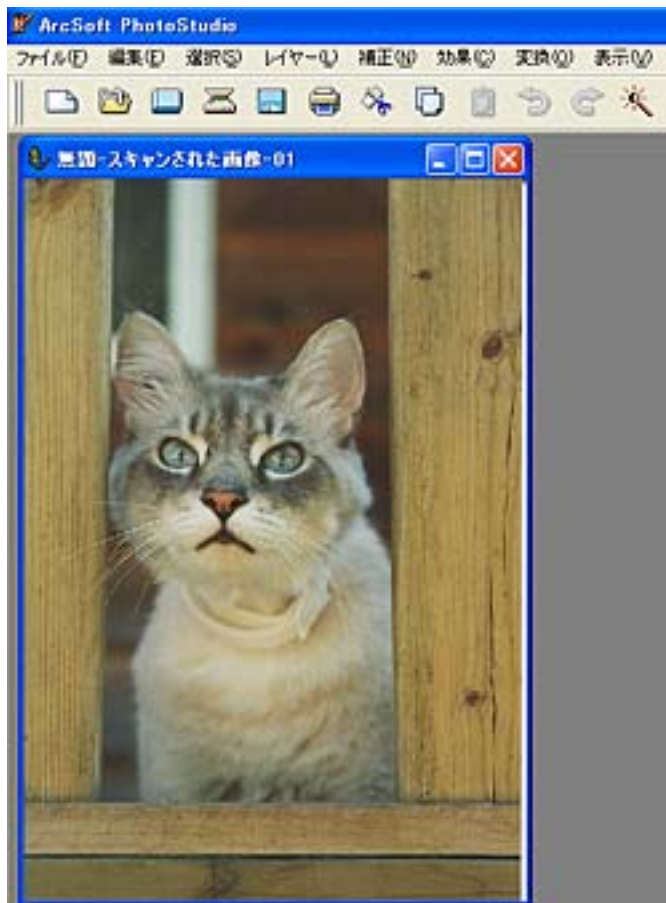 ArcSoft PhotoStudio
ファイル(F) 編集(E) 選択(S) レイヤー(L) 補正(N) 効果(C) 変換(O) 表示(V)
無題-スキャンされた画像-01